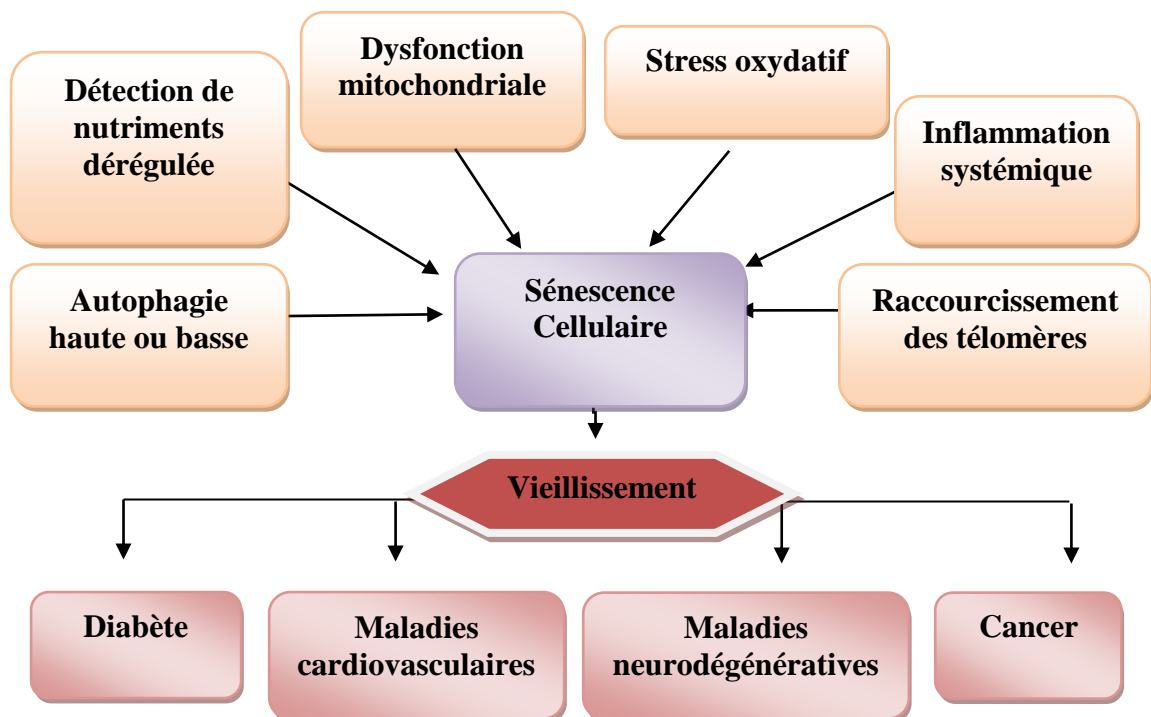 Détection de
nutriments
dérégulée
Dysfonction
mitochondriale
Stress oxydatif
Inflammation
systémique
Autophagie
haute ou basse
Sénescence
Cellulaire
Raccourcissement
des télomères
Vieillissement
Diabète
Maladies
cardiovasculaires
Maladies
neurodégénératives
Cancer